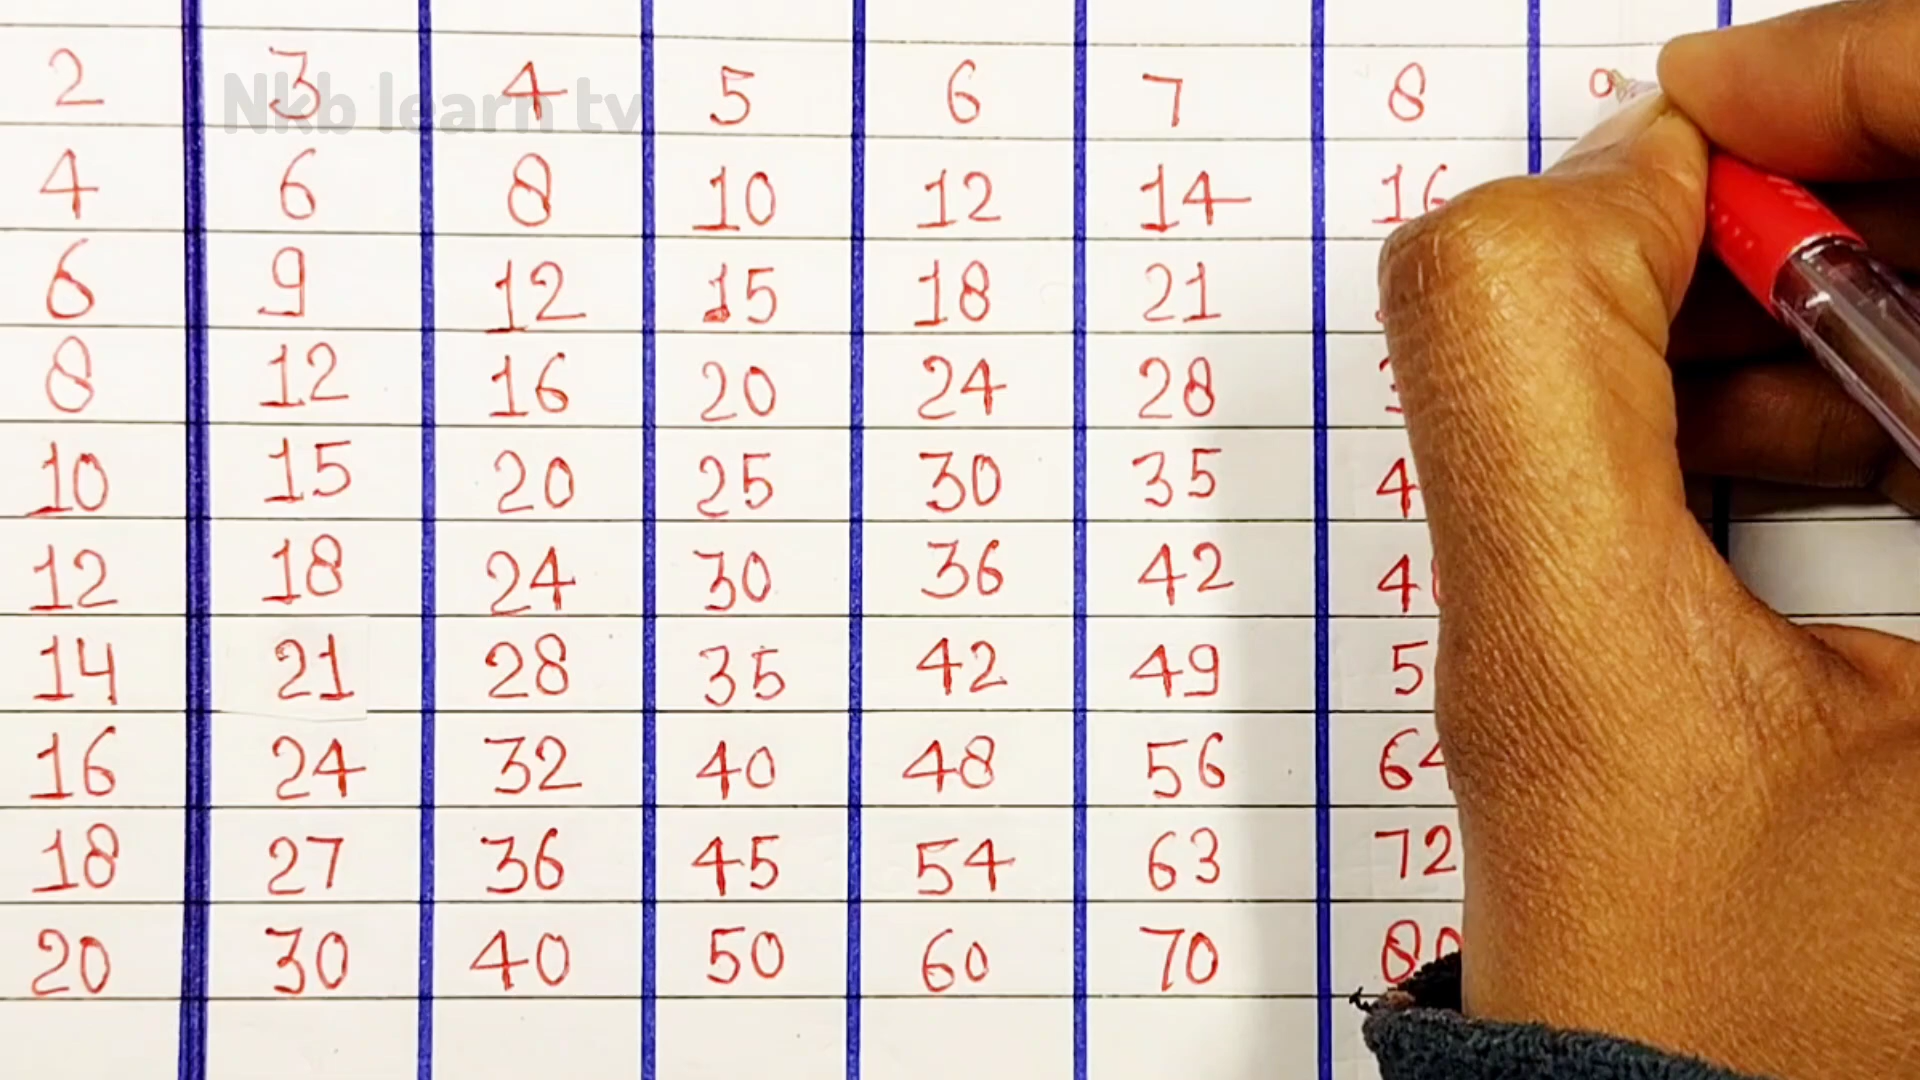 2 3 4 5 6 7 8
4 6 8 10 12 14 16
6 9 12 15 18 21
8 12 16 20 24 28
10 15 20 25 30 35
12 18 24 30 36 42
14 21 28 35 42 49
16 24 32 40 48 56 64
18 27 36 45 54 63 72
20 30 40 50 60 70 80
Nkb learn tv